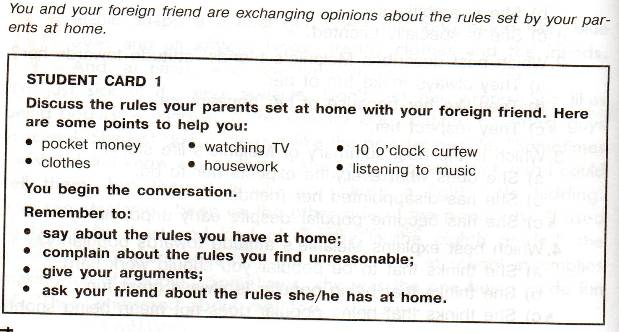 You and your foreign friend are exchanging opinions about the rules set by your par-
ents at home.
STUDENT CARD 1
Discuss the rules your parents set at home with your foreign friend. Here
are some points to help you:
• pocket money • watching TV • 10 o'clock curfew
• clothes • housework • listening to music
You begin the conversation.
Remember to:
• say about the rules you have at home;
• complain about the rules you find unreasonable;
• give your arguments;
• ask your friend about the rules she/he has at home.